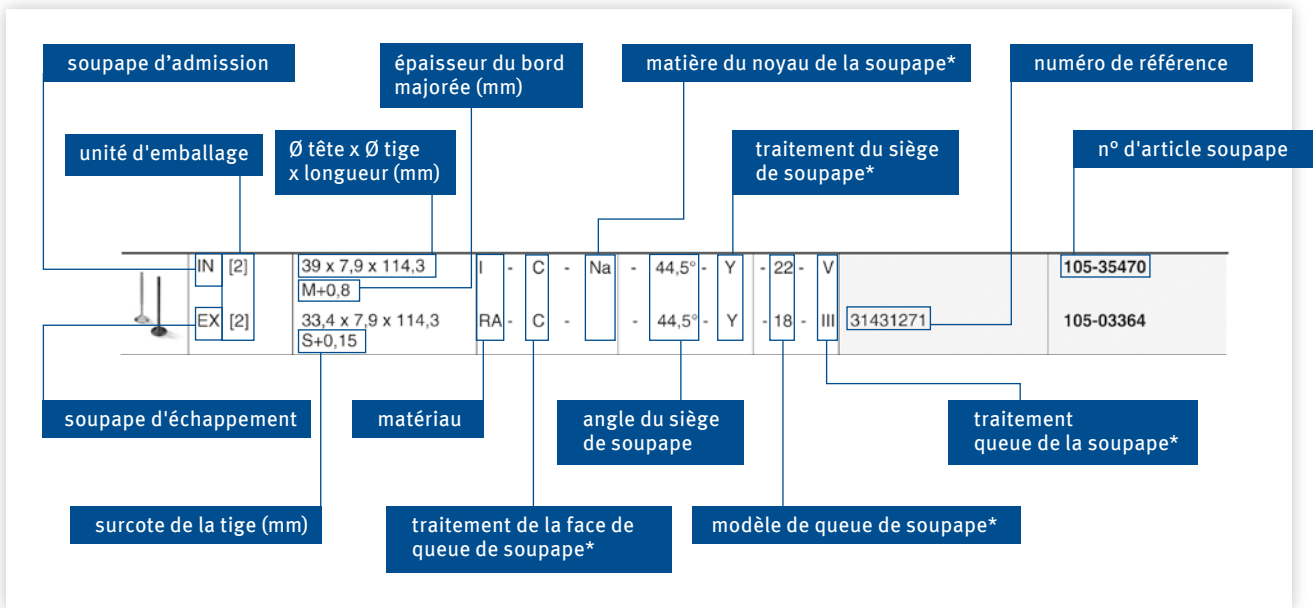 soupape d’admission
épaisseur du bord
majorée (mm)
matière du noyau de la soupape*
numéro de référence
unité d'emballage
Ø tête x Ø tige
x longueur (mm)
traitement du siège
de soupape*
n° d'article soupape
IN [2] 39 x 7,9 x 114,3 I - C - Na - 44,5° - Y - 22 - V 105-35470
M+0,8
EX [2] 33,4 x 7,9 x 114,3 RA - C - - 44,5° - Y - 18 - III 31431271 105-03364
S+0,15
soupape d'échappement
matériau
angle du siège
de soupape
traitement
queue de la soupape*
surcote de la tige (mm)
traitement de la face de
queue de soupape*
modèle de queue de soupape*